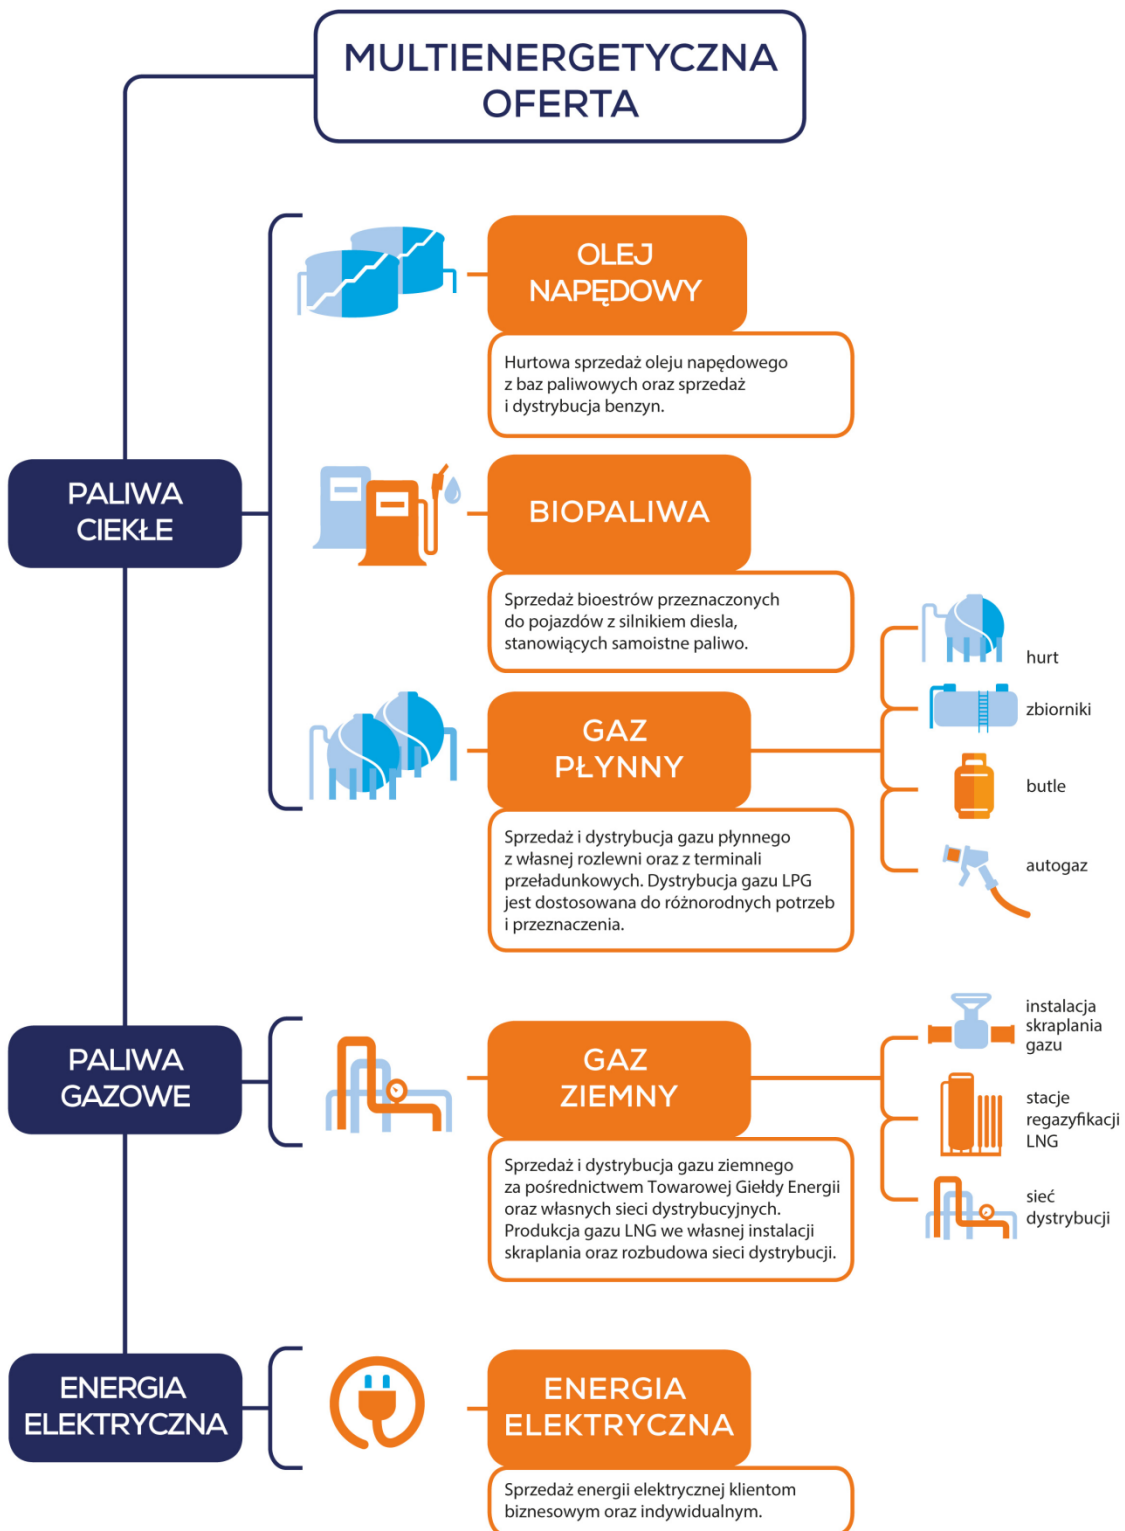 MULTIENERGETYCZNA
OFERTA
PALIWA
CIEKŁE
OLEJ
NAPĘDOWY
Hurtowa sprzedaż oleju napędowego
z baz paliwowych oraz sprzedaż
i dystrybucja benzyn.
BIOPALIWA
Sprzedaż bioestrów przeznaczonych
do pojazdów z silnikiem diesla,
stanowiących samoistne paliwo.
GAZ
PŁYNNY
Sprzedaż i dystrybucja gazu płynnego
z własnej rozlewni oraz z terminali
przeładunkowych. Dystrybucja gazu LPG
jest dostosowana do różnorodnych potrzeb
i przeznaczenia.
hurt
zbiorniki
butle
autogaz
PALIWA
GAZOWE
GAZ
ZIEMNY
Sprzedaż i dystrybucja gazu ziemnego
za pośrednictwem Towarowej Giełdy Energii
oraz własnych sieci dystrybucyjnych.
Produkcja gazu LNG we własnej instalacji
skraplania oraz rozbudowa sieci dystrybucji.
instalacja
skraplania
gazu
stacje
regazyfikacji
LNG
sieć
dystrybucji
ENERGIA
ELEKTRYCZNA
ENERGIA
ELEKTRYCZNA
Sprzedaż energii elektrycznej klientom
biznesowym oraz indywidualnym.